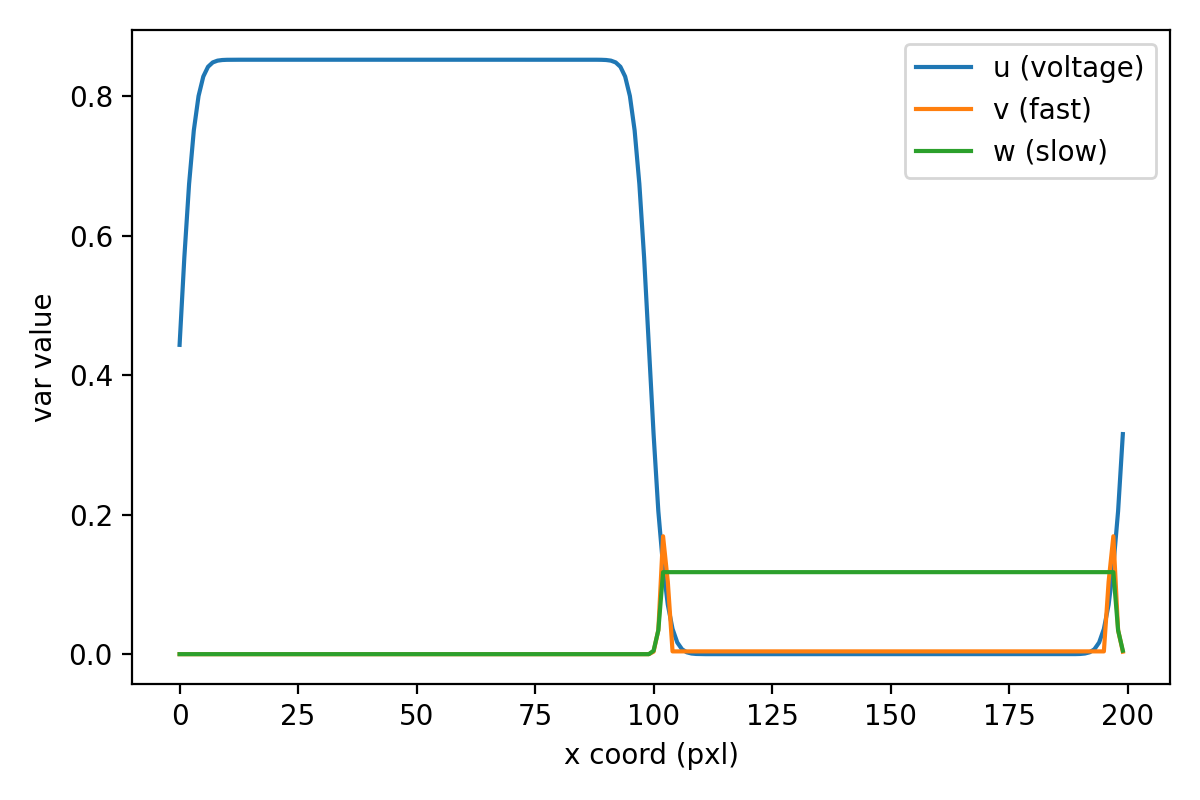 u (voltage)
v (fast)
w (slow)
var value
0.8
0.6
0.4
0.2
0.0
0 25 50 75 100 125 150 175 200
x coord (pxl)